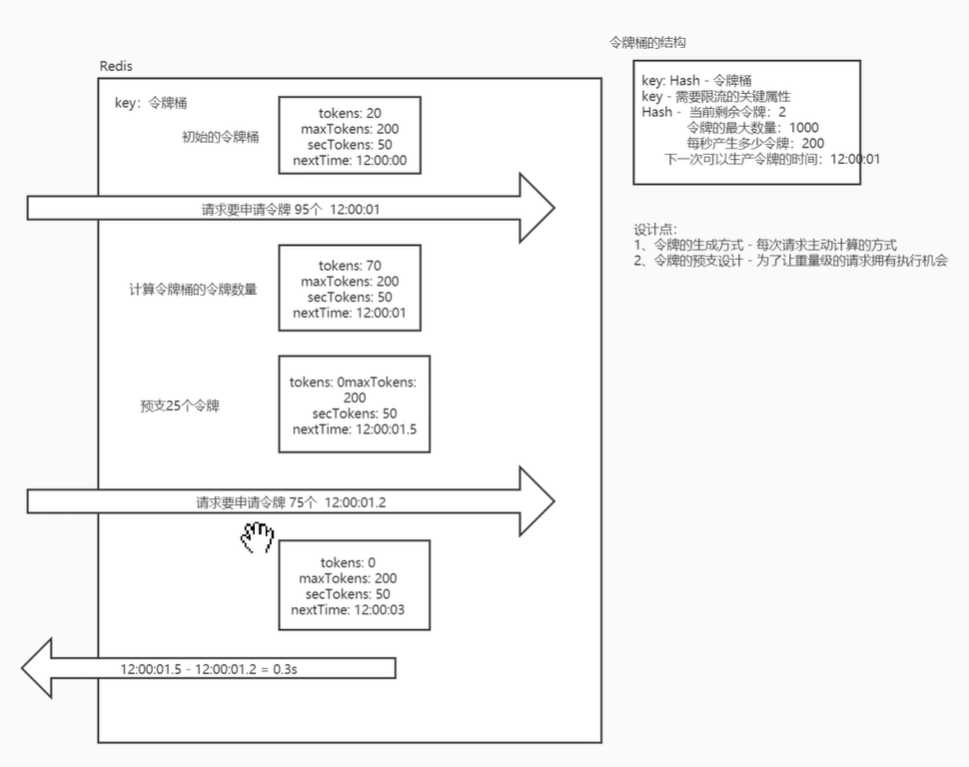 令牌桶的结构
Redis
key: Hash - 令牌桶
key - 需要限流的关键属性
Hash - 当前剩余令牌：2
令牌的最大数量：1000
每秒产生多少令牌：200
下一次可以生产令牌的时间：12:00:01
key：令牌桶
初始的令牌桶
tokens: 20
maxTokens: 200
secTokens: 50
nextTime: 12:00:00
请求要申请令牌 95个 12:00:01
设计点：
1、令牌的生成方式 - 每次请求主动计算的方式
2、令牌的预支设计 - 为了让重量级的请求拥有执行机会
计算令牌桶的令牌数量
tokens: 70
maxTokens: 200
secTokens: 50
nextTime: 12:00:01
预支25个令牌
tokens: 0maxTokens:
200
secTokens: 50
nextTime: 12:00:01.5
请求要申请令牌 75个 12:00:01.2
tokens: 0
maxTokens: 200
secTokens: 50
nextTime: 12:00:03
12:00:01.5 - 12:00:01.2 = 0.3s